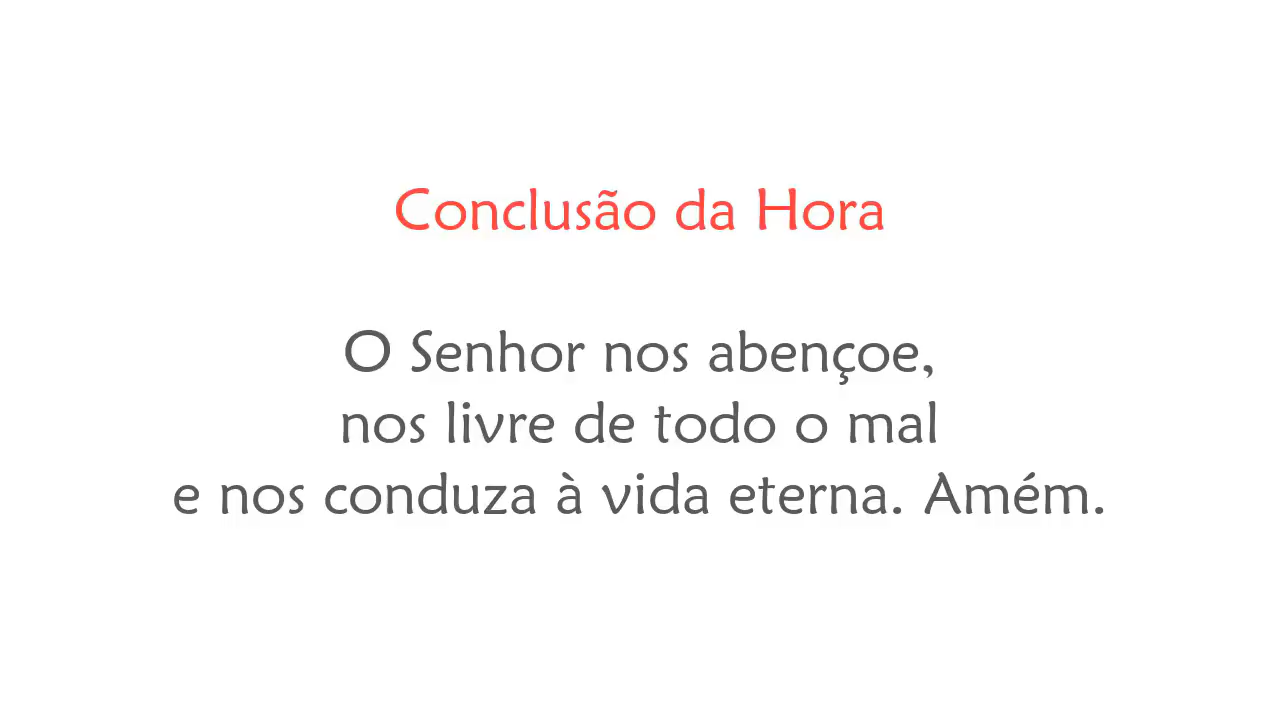 Conclusão da Hora
O Senhor nos abençoe,
nos livre de todo o mal
e nos conduza à vida eterna. Amém.